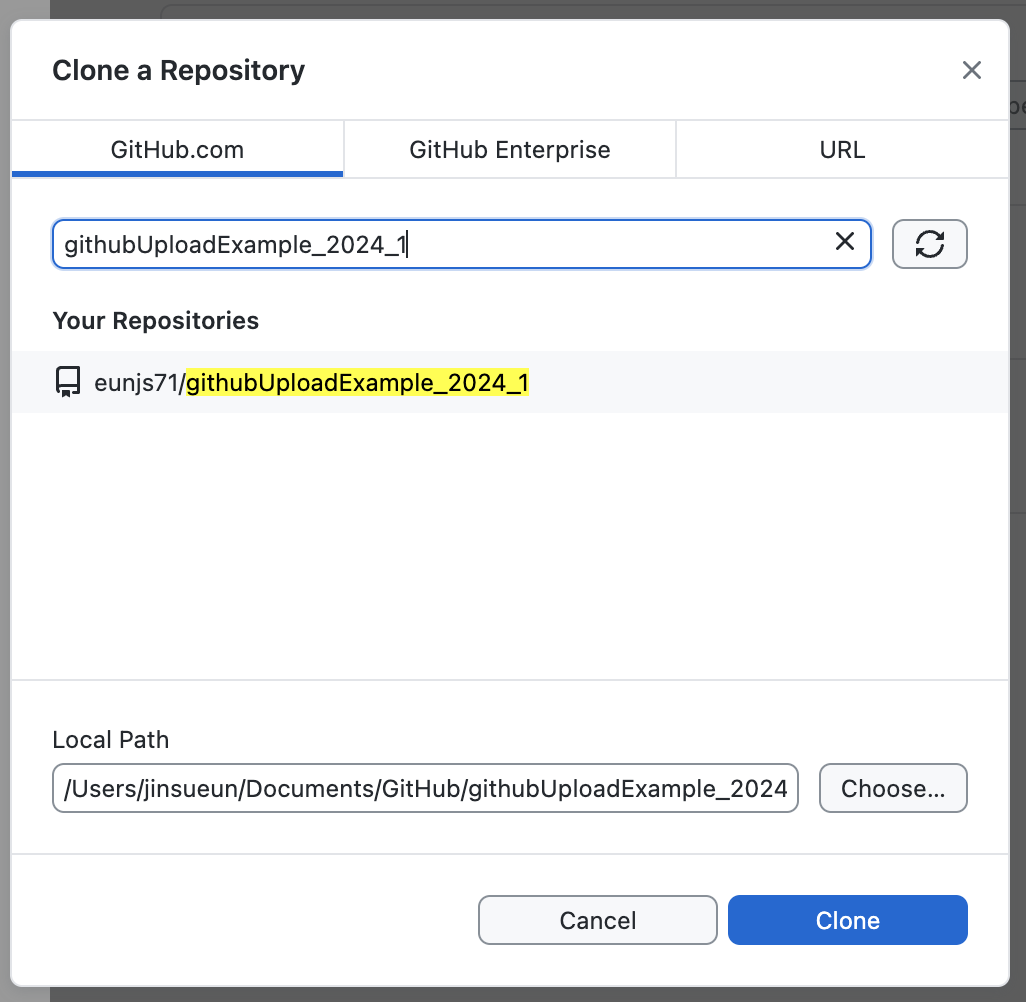 Clone a Repository
GitHub.com
GitHub Enterprise
URL
githubUploadExample_2024_1
Your Repositories
eunjs71/githubUploadExample_2024_1
Local Path
/Users/jinsueun/Documents/GitHub/githubUploadExample_2024
Choose...
Cancel
Clone